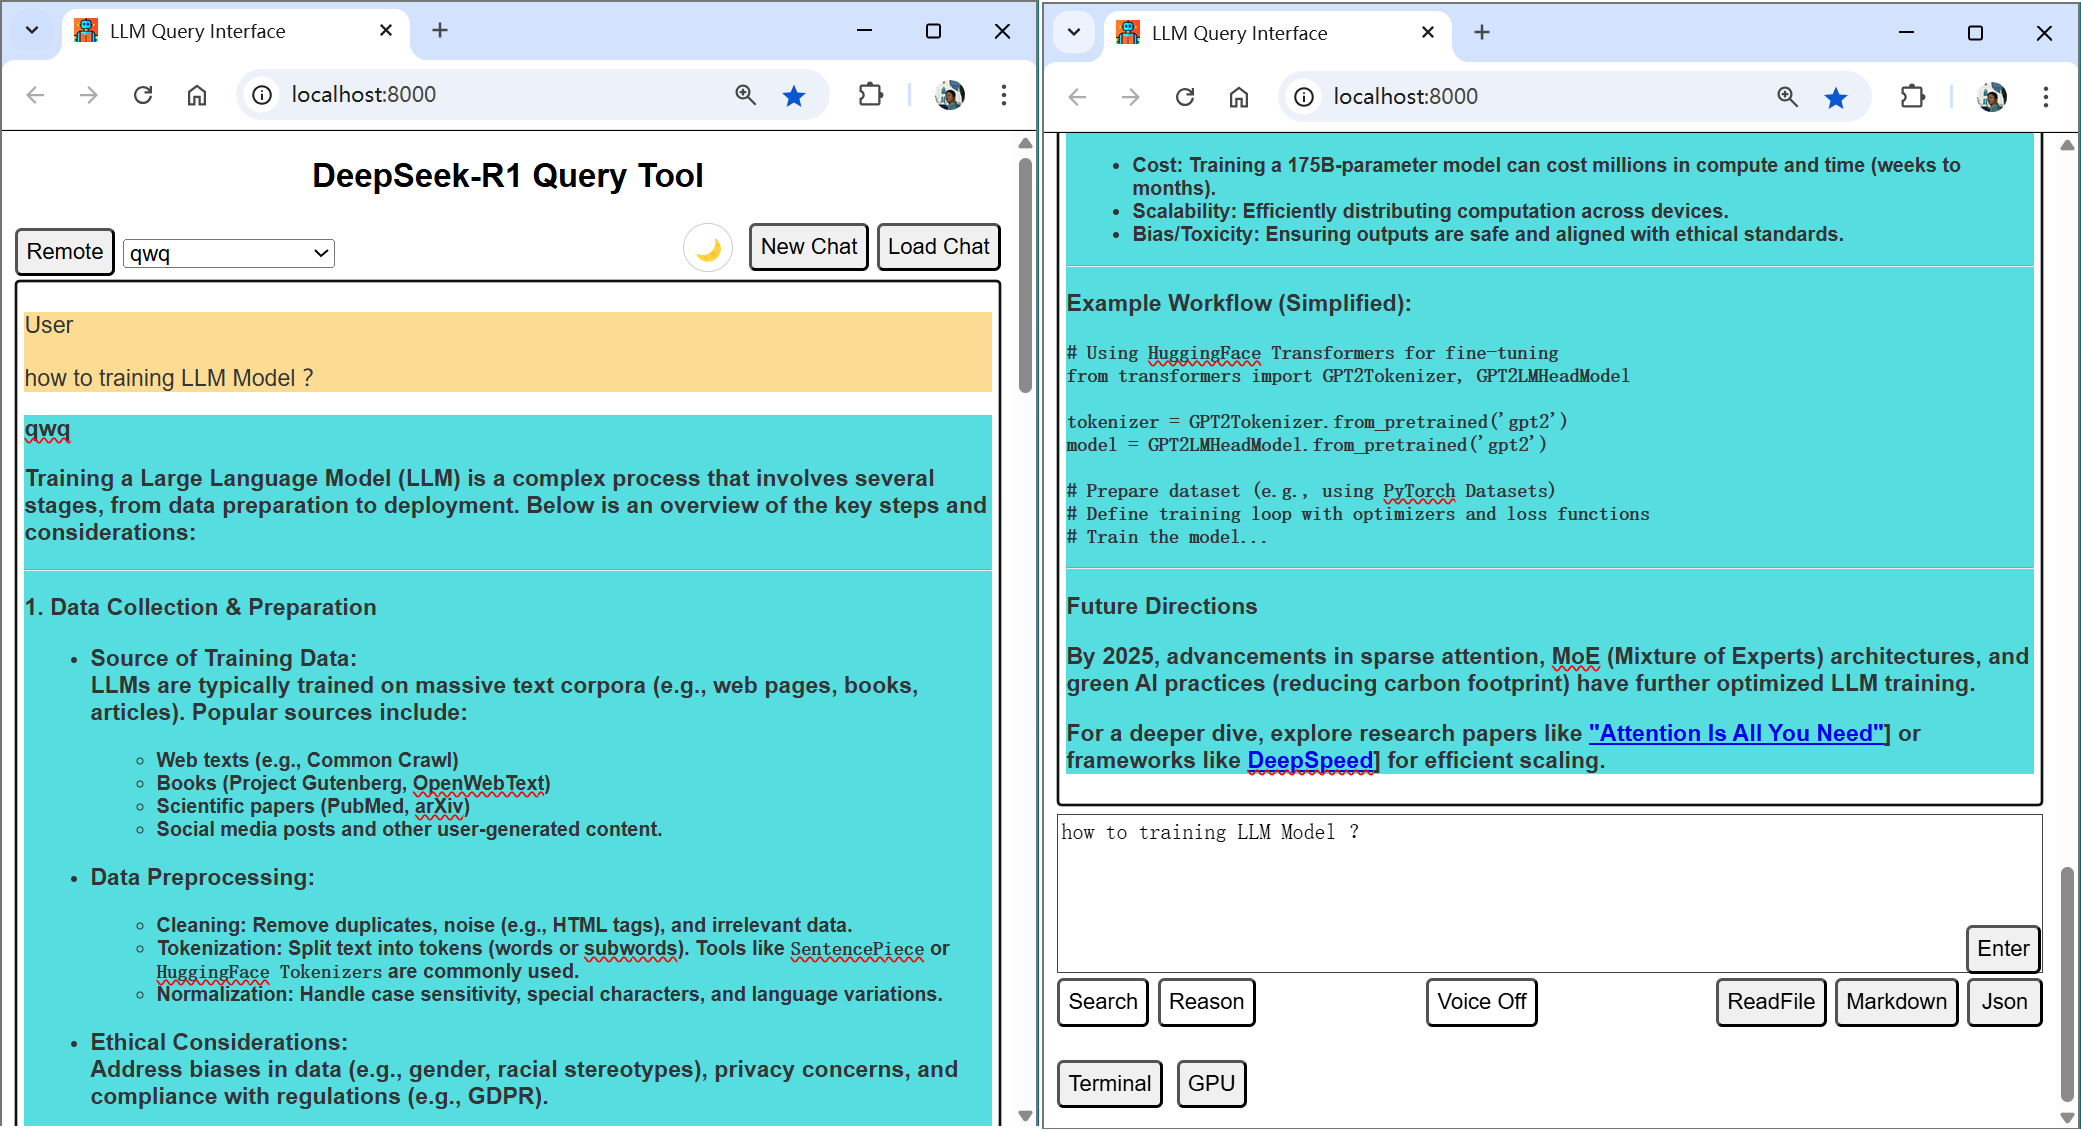 LLM Query Interface
localhost:8000
DeepSeek-R1 Query Tool
Remote
qwq
New Chat
Load Chat
User
how to training LLM Model ?
qwq
Training a Large Language Model (LLM) is a complex process that involves several
stages, from data preparation to deployment. Below is an overview of the key steps and
considerations:
1. Data Collection & Preparation
• Source of Training Data:
LLMs are typically trained on massive text corpora (e.g., web pages, books,
articles). Popular sources include:
◦ Web texts (e.g., Common Crawl)
◦ Books (Project Gutenberg, OpenWebText)
◦ Scientific papers (PubMed, arXiv)
◦ Social media posts and other user-generated content.
• Data Preprocessing:
◦ Cleaning: Remove duplicates, noise (e.g., HTML tags), and irrelevant data.
◦ Tokenization: Split text into tokens (words or subwords). Tools like SentencePiece or
HuggingFace Tokenizers are commonly used.
◦ Normalization: Handle case sensitivity, special characters, and language variations.
• Ethical Considerations:
Address biases in data (e.g., gender, racial stereotypes), privacy concerns, and
compliance with regulations (e.g., GDPR).
LLM Query Interface
localhost:8000
• Cost: Training a 175B-parameter model can cost millions in compute and time (weeks to
months).
• Scalability: Efficiently distributing computation across devices.
• Bias/Toxicity: Ensuring outputs are safe and aligned with ethical standards.
Example Workflow (Simplified):
# Using HuggingFace Transformers for fine-tuning
from transformers import GPT2Tokenizer, GPT2LMHeadModel
tokenizer = GPT2Tokenizer.from_pretrained('gpt2')
model = GPT2LMHeadModel.from_pretrained('gpt2')
# Prepare dataset (e.g., using PyTorch Datasets)
# Define training loop with optimizers and loss functions
# Train the model...
Future Directions
By 2025, advancements in sparse attention, MoE (Mixture of Experts) architectures, and
green AI practices (reducing carbon footprint) have further optimized LLM training.
For a deeper dive, explore research papers like "Attention Is All You Need"] or
frameworks like DeepSpeed] for efficient scaling.
how to training LLM Model ?
Enter
Search
Reason
Voice Off
ReadFile
Markdown
Json
Terminal
GPU